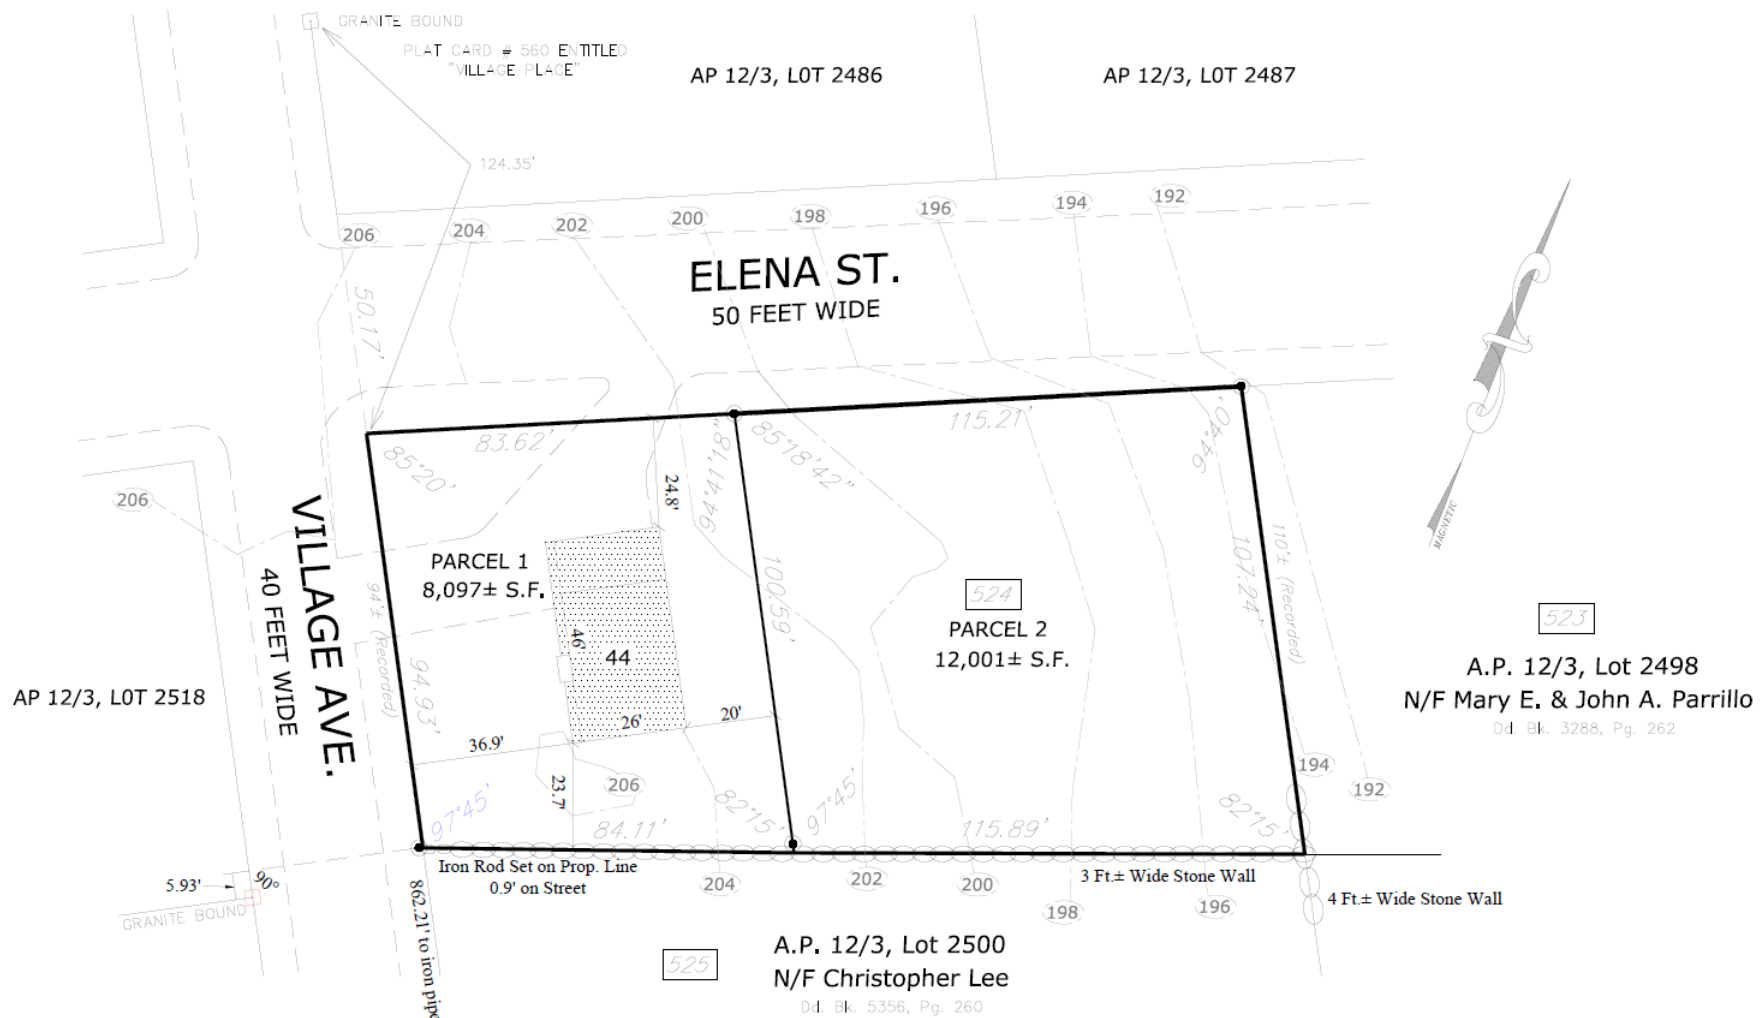 GRANITE BOUND
PLAT CARD # 560 ENTITLED
"VILLAGE PLACE"
AP 12/3, LOT 2486
AP 12/3, LOT 2487
124.35'
206
204
202
200
198
196
194
192
ELENA ST.
50 FEET WIDE
50.17'
83.62'
115.21'
85°20'
94°41'18"
85°18'42"
94°40'
24.8'
206
VILLAGE AVE.
40 FEET WIDE
PARCEL 1
8,097± S.F.
94'± (Recorded)
94.93'
46'
44
26'
20'
36.9'
23.7'
206
100.59'
524
PARCEL 2
12,001± S.F.
107.24'
110'± (Recorded)
MAGNETIC
523
A.P. 12/3, Lot 2498
N/F Mary E. & John A. Parrillo
Dd. Bk. 3288, Pg. 262
AP 12/3, LOT 2518
97°45'
84.11'
82°15'
97°45'
115.89'
82°15'
194
192
5.93'
90°
GRANITE BOUND
Iron Rod Set on Prop. Line
0.9' on Street
862.21' to iron pipe
204
202
200
198
196
3 Ft.± Wide Stone Wall
4 Ft.± Wide Stone Wall
525
A.P. 12/3, Lot 2500
N/F Christopher Lee
Dd. Bk. 5356, Pg. 260